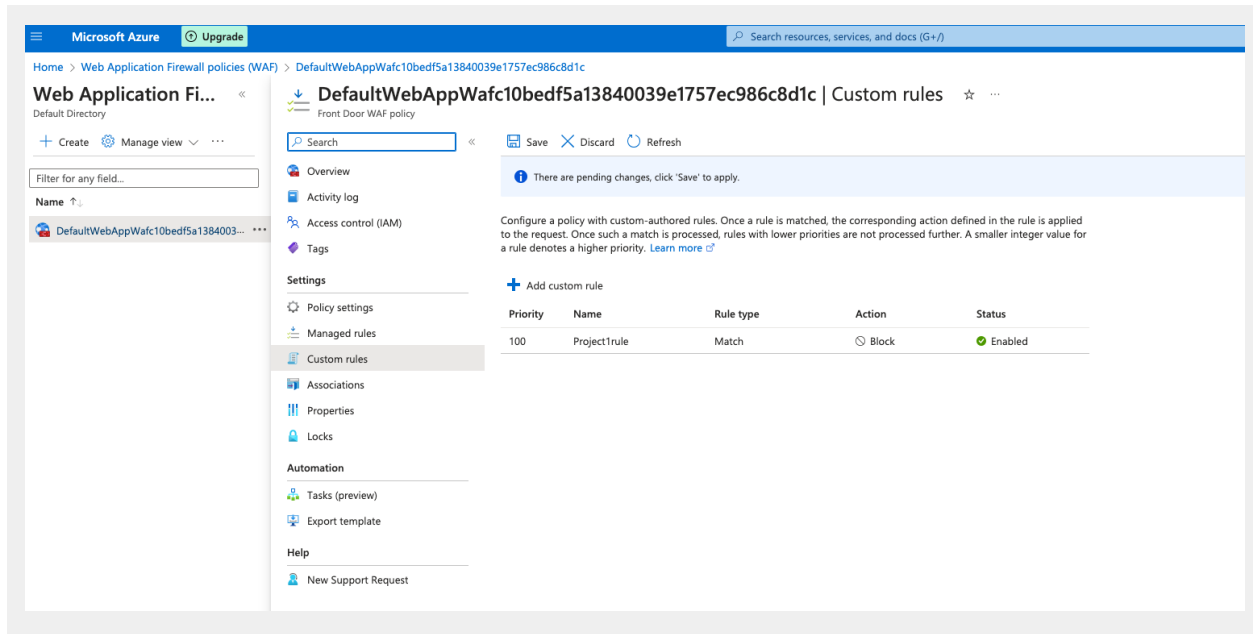 Microsoft Azure
Upgrade
Search resources, services, and docs (G+/)
Home > Web Application Firewall policies (WAF) > DefaultWebAppWafc10bedf5a13840039e1757ec986c8d1c
Web Application Fi... «
Default Directory
DefaultWebAppWafc10bedf5a13840039e1757ec986c8d1c | Custom rules ☆ ...
Front Door WAF policy
+ Create Manage view ...
Filter for any field...
Name ↑↓
DefaultWebAppWafc10bedf5a1384003... ...
Search «
Overview
Activity log
Access control (IAM)
Tags
Settings
Policy settings
Managed rules
Custom rules
Associations
Properties
Locks
Automation
Tasks (preview)
Export template
Help
New Support Request
Save Discard Refresh
There are pending changes, click 'Save' to apply.
Configure a policy with custom-authored rules. Once a rule is matched, the corresponding action defined in the rule is applied
to the request. Once such a match is processed, rules with lower priorities are not processed further. A smaller integer value for
a rule denotes a higher priority. Learn more
+ Add custom rule
Priority Name Rule type Action Status
100 Project1rule Match Block Enabled